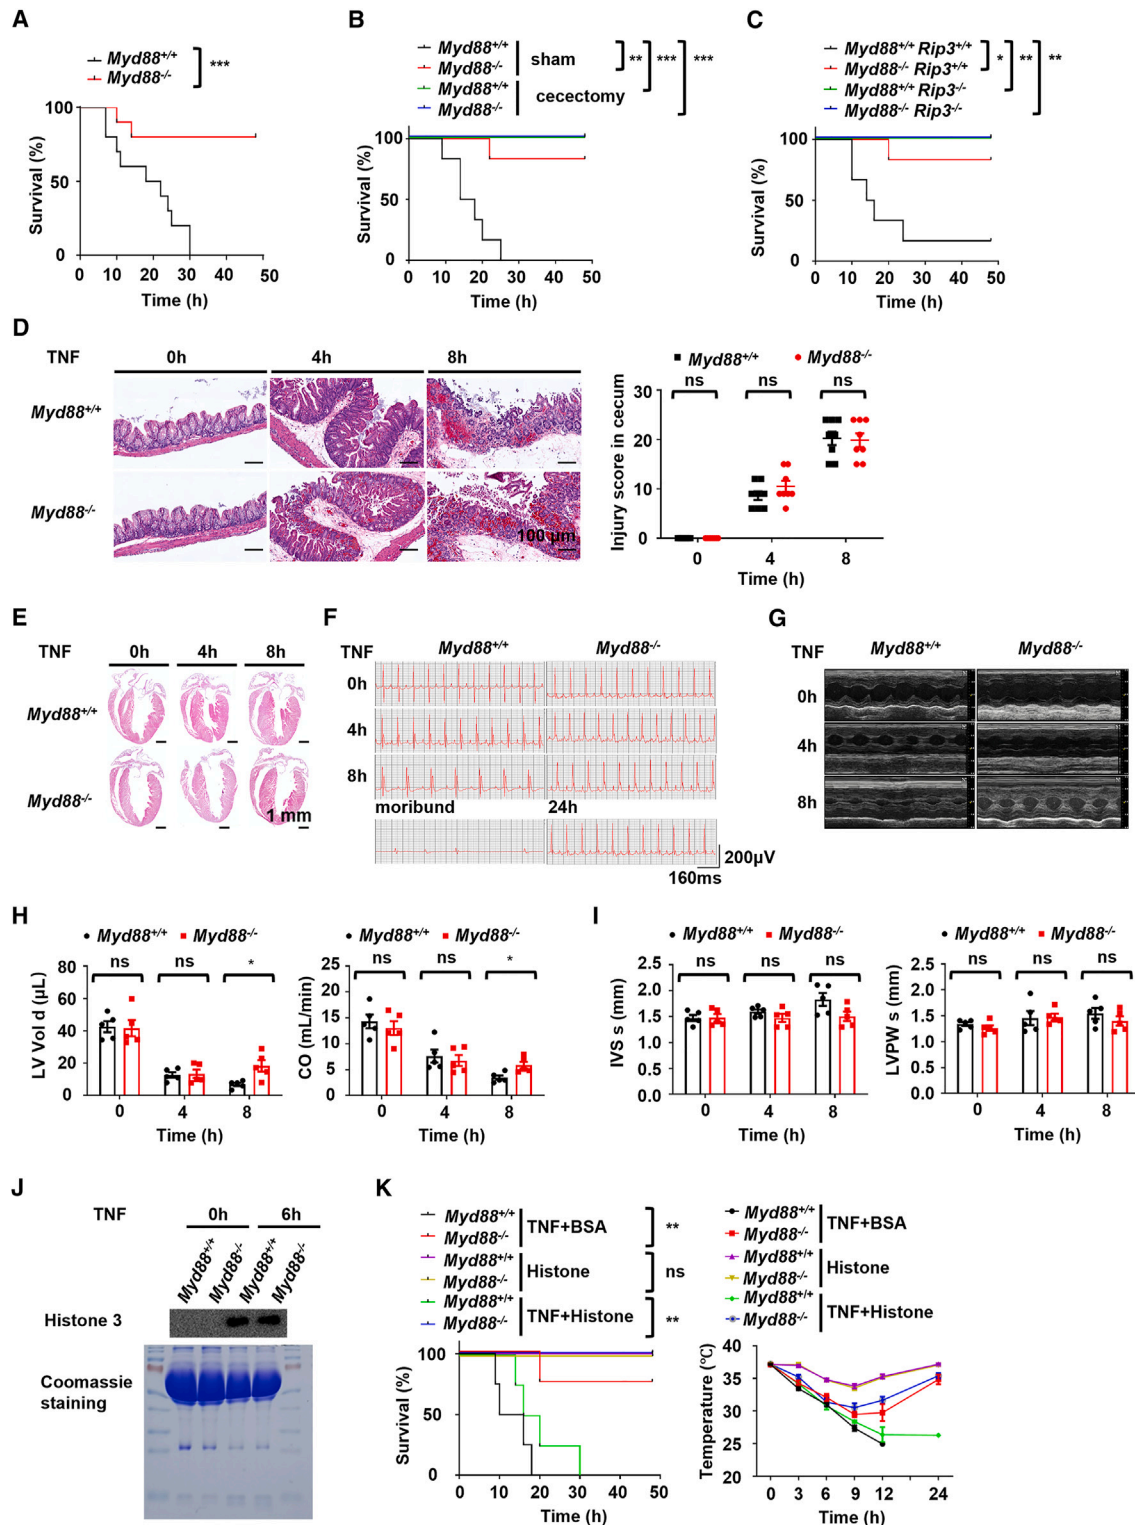 A
Myd88+/+
Myd88-/-
***
Survival (%)
100
50
0
0 10 20 30 40 50
Time (h)
B
Myd88+/+
Myd88-/-
sham
Myd88+/+
Myd88-/-
cecectomy
** *** ***
Survival (%)
100
50
0
0 10 20 30 40 50
Time (h)
C
Myd88+/+ Rip3+/+
Myd88-/- Rip3+/+
Myd88+/+ Rip3-/-
Myd88-/- Rip3-/-
* ** **
Survival (%)
100
50
0
0 10 20 30 40 50
Time (h)
D
TNF 0h 4h 8h
Myd88+/+
Myd88-/-
100 µm
Myd88+/+ Myd88-/-
ns ns ns
Injury score in cecum
30
20
10
0
0 4 8
Time (h)
E
TNF 0h 4h 8h
Myd88+/+
Myd88-/-
1 mm
F
TNF Myd88+/+ Myd88-/-
0h
4h
8h
moribund 24h
200µV
160ms
G
TNF Myd88+/+ Myd88-/-
0h
4h
8h
H
Myd88+/+ Myd88-/-
ns ns *
LV Vol d (µL)
80
60
40
20
0
0 4 8
Time (h)
Myd88+/+ Myd88-/-
ns ns *
CO (mL/min)
25
20
15
10
5
0
0 4 8
Time (h)
I
Myd88+/+ Myd88-/-
ns ns ns
IVS s (mm)
2.5
2.0
1.5
1.0
0.5
0.0
0 4 8
Time (h)
Myd88+/+ Myd88-/-
ns ns ns
LVPW s (mm)
2.5
2.0
1.5
1.0
0.5
0.0
0 4 8
Time (h)
J
TNF 0h 6h
Myd88+/+ Myd88-/- Myd88+/+ Myd88-/-
Histone 3
Coomassie
staining
K
Myd88+/+
Myd88-/-
TNF+BSA
**
Myd88+/+
Myd88-/-
Histone
ns
Myd88+/+
Myd88-/-
TNF+Histone
**
Survival (%)
100
50
0
0 10 20 30 40 50
Time (h)
Myd88+/+
Myd88-/-
TNF+BSA
Myd88+/+
Myd88-/-
Histone
Myd88+/+
Myd88-/-
TNF+Histone
Temperature (°C)
40
35
30
25
20
0 3 6 9 12 24
Time (h)